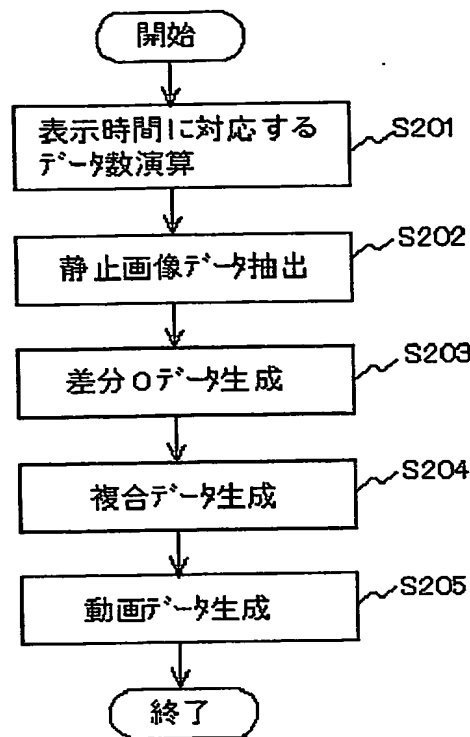 開始
表示時間に対応する
データ数演算
S201
静止画像データ抽出
S202
差分0データ生成
S203
複合データ生成
S204
動画データ生成
S205
終了